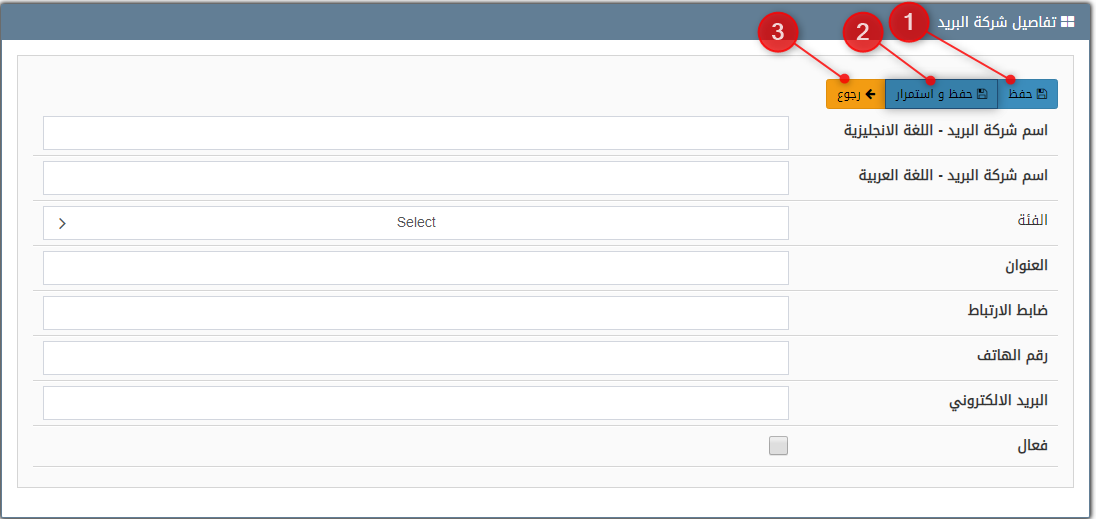 تفاصيل شركة البريد
1
2
3
حفظ
حفظ و استمرار
رجوع
اسم شركة البريد - اللغة الانجليزية
اسم شركة البريد - اللغة العربية
الفئة
Select
العنوان
ضابط الارتباط
رقم الهاتف
البريد الالكتروني
فعال